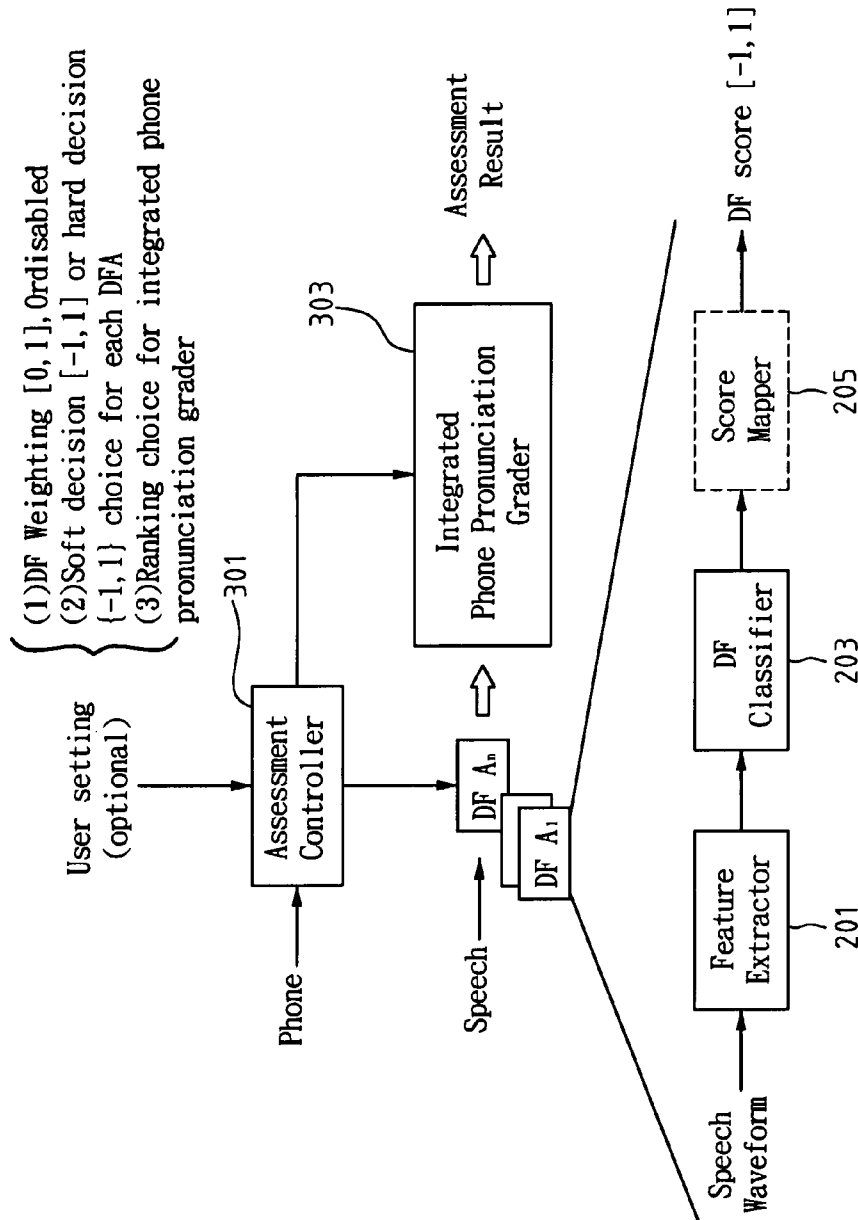 User setting
(optional)
(1)DF Weighting [0,1],Ordisabled
(2)Soft decision [-1,1] or hard decision
{-1,1} choice for each DFA
(3)Ranking choice for integrated phone
pronunciation grader
301
Phone
Assessment
Controller
303
Speech
DF An
DF A1
Integrated
Phone Pronunciation
Grader
Assessment
Result
Speech
Waveform
Feature
Extractor
201
DF
Classifier
203
Score
Mapper
205
DF score [-1,1]